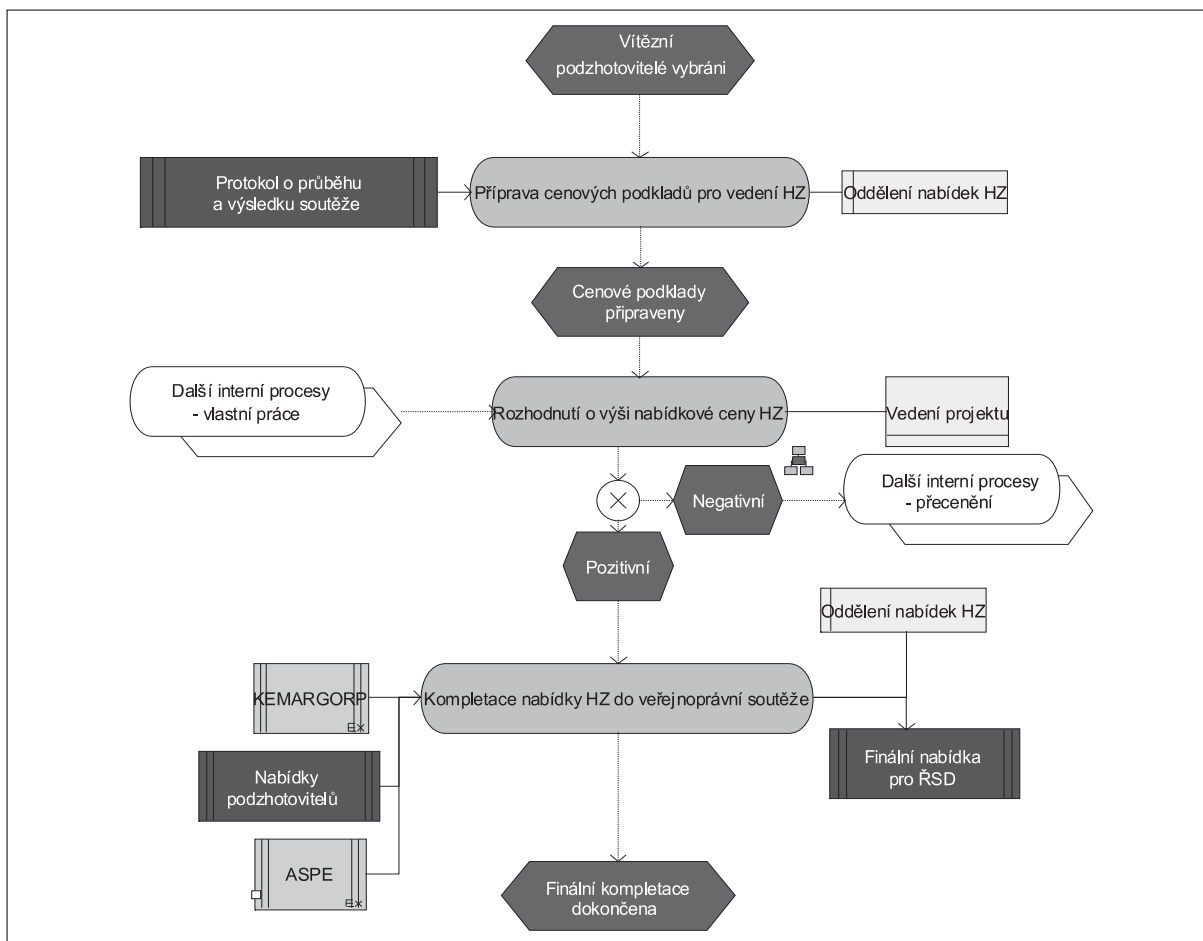 Vítězní
podzhotovitelé vybráni
Protokol o průběhu
a výsledku soutěže
Příprava cenových podkladů pro vedení HZ
Oddělení nabídek HZ
Cenové podklady
připraveny
Další interní procesy
- vlastní práce
Rozhodnutí o výši nabídkové ceny HZ
Vedení projektu
Negativní
Další interní procesy
- přecenění
Pozitivní
Oddělení nabídek HZ
KEMARGORP
Ex
Kompletace nabídky HZ do veřejnoprávní soutěže
Nabídky
podzhotovitelů
Finální nabídka
pro ŘSD
ASPE
Ex
Finální kompletace
dokončena